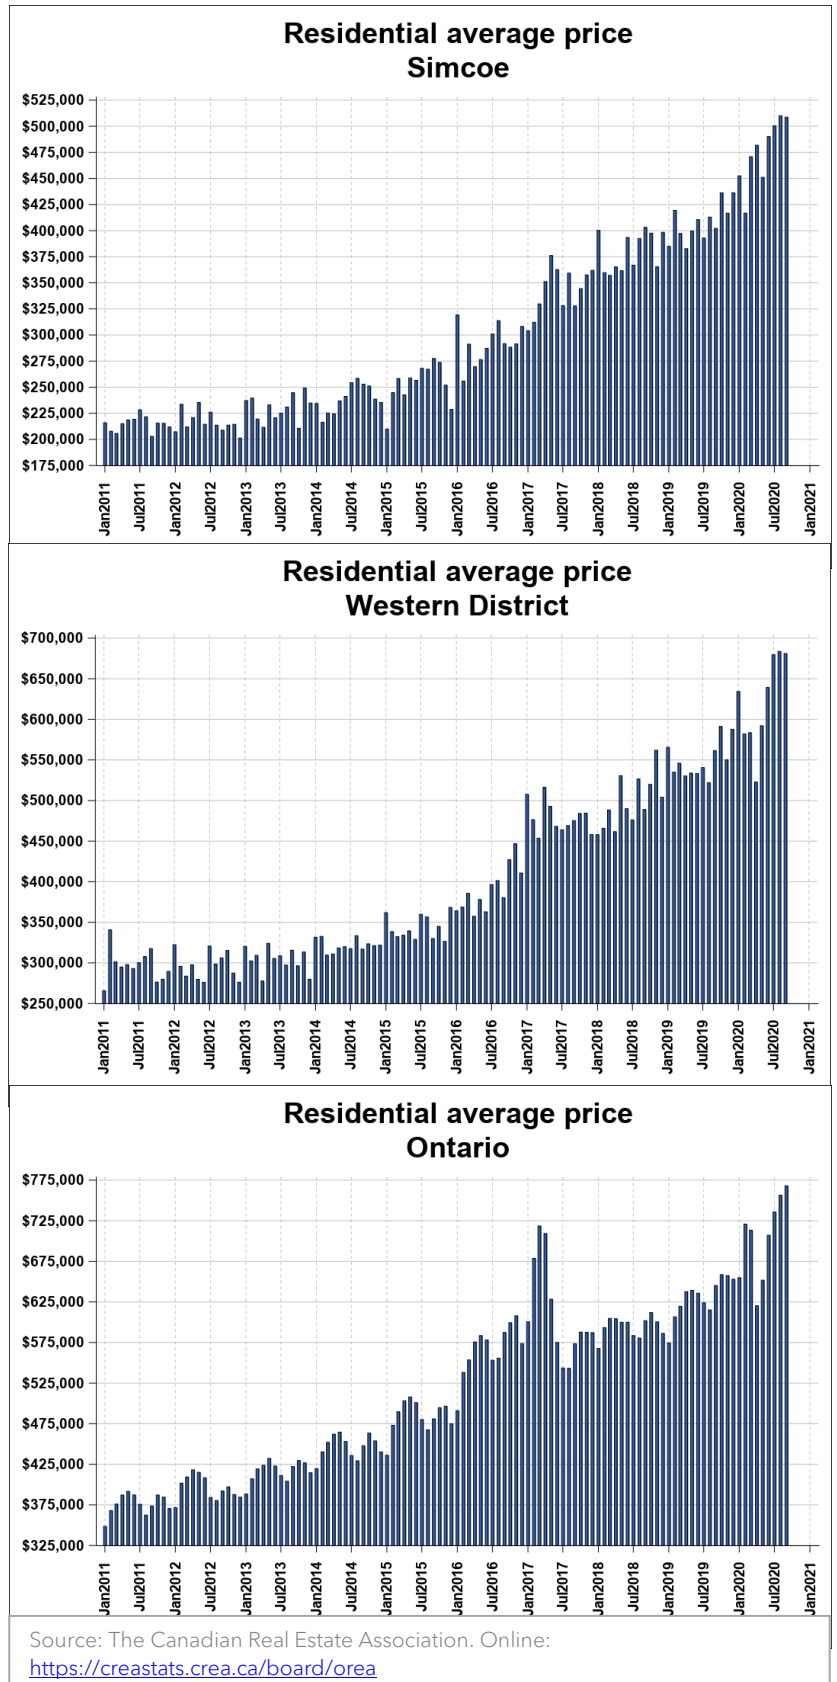 Residential average price
Simcoe
$525,000
$500,000
$475,000
$450,000
$425,000
$400,000
$375,000
$350,000
$325,000
$300,000
$275,000
$250,000
$225,000
$200,000
$175,000
Jan2011
Jul2011
Jan2012
Jul2012
Jan2013
Jul2013
Jan2014
Jul2014
Jan2015
Jul2015
Jan2016
Jul2016
Jan2017
Jul2017
Jan2018
Jul2018
Jan2019
Jul2019
Jan2020
Jul2020
Jan2021
Residential average price
Western District
$700,000
$650,000
$600,000
$550,000
$500,000
$450,000
$400,000
$350,000
$300,000
$250,000
Jan2011
Jul2011
Jan2012
Jul2012
Jan2013
Jul2013
Jan2014
Jul2014
Jan2015
Jul2015
Jan2016
Jul2016
Jan2017
Jul2017
Jan2018
Jul2018
Jan2019
Jul2019
Jan2020
Jul2020
Jan2021
Residential average price
Ontario
$775,000
$725,000
$675,000
$625,000
$575,000
$525,000
$475,000
$425,000
$375,000
$325,000
Jan2011
Jul2011
Jan2012
Jul2012
Jan2013
Jul2013
Jan2014
Jul2014
Jan2015
Jul2015
Jan2016
Jul2016
Jan2017
Jul2017
Jan2018
Jul2018
Jan2019
Jul2019
Jan2020
Jul2020
Jan2021
Source: The Canadian Real Estate Association. Online:
https://creastats.crea.ca/board/orea